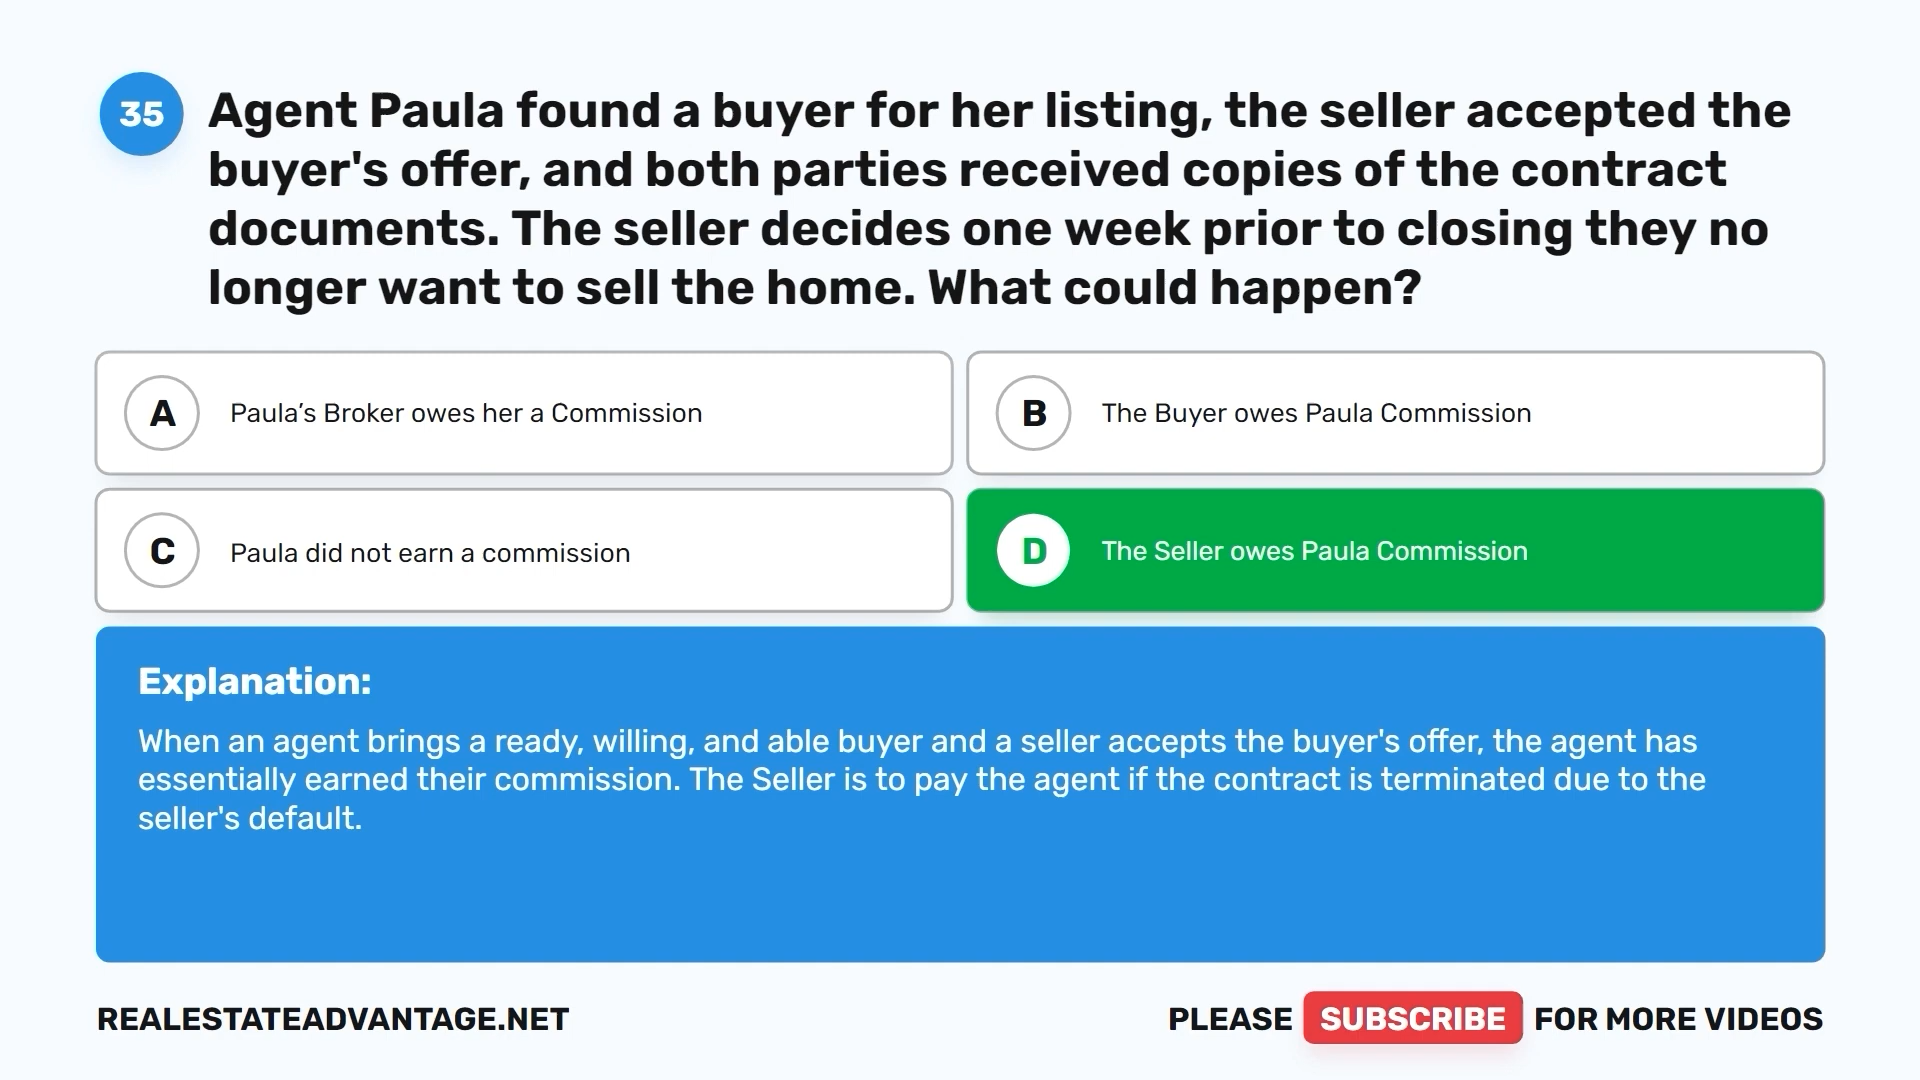 35
Agent Paula found a buyer for her listing, the seller accepted the
buyer's offer, and both parties received copies of the contract
documents. The seller decides one week prior to closing they no
longer want to sell the home. What could happen?
A Paula’s Broker owes her a Commission
B The Buyer owes Paula Commission
C Paula did not earn a commission
D The Seller owes Paula Commission
Explanation:
When an agent brings a ready, willing, and able buyer and a seller accepts the buyer's offer, the agent has
essentially earned their commission. The Seller is to pay the agent if the contract is terminated due to the
seller's default.
REALESTATEADVANTAGE.NET
PLEASE SUBSCRIBE FOR MORE VIDEOS